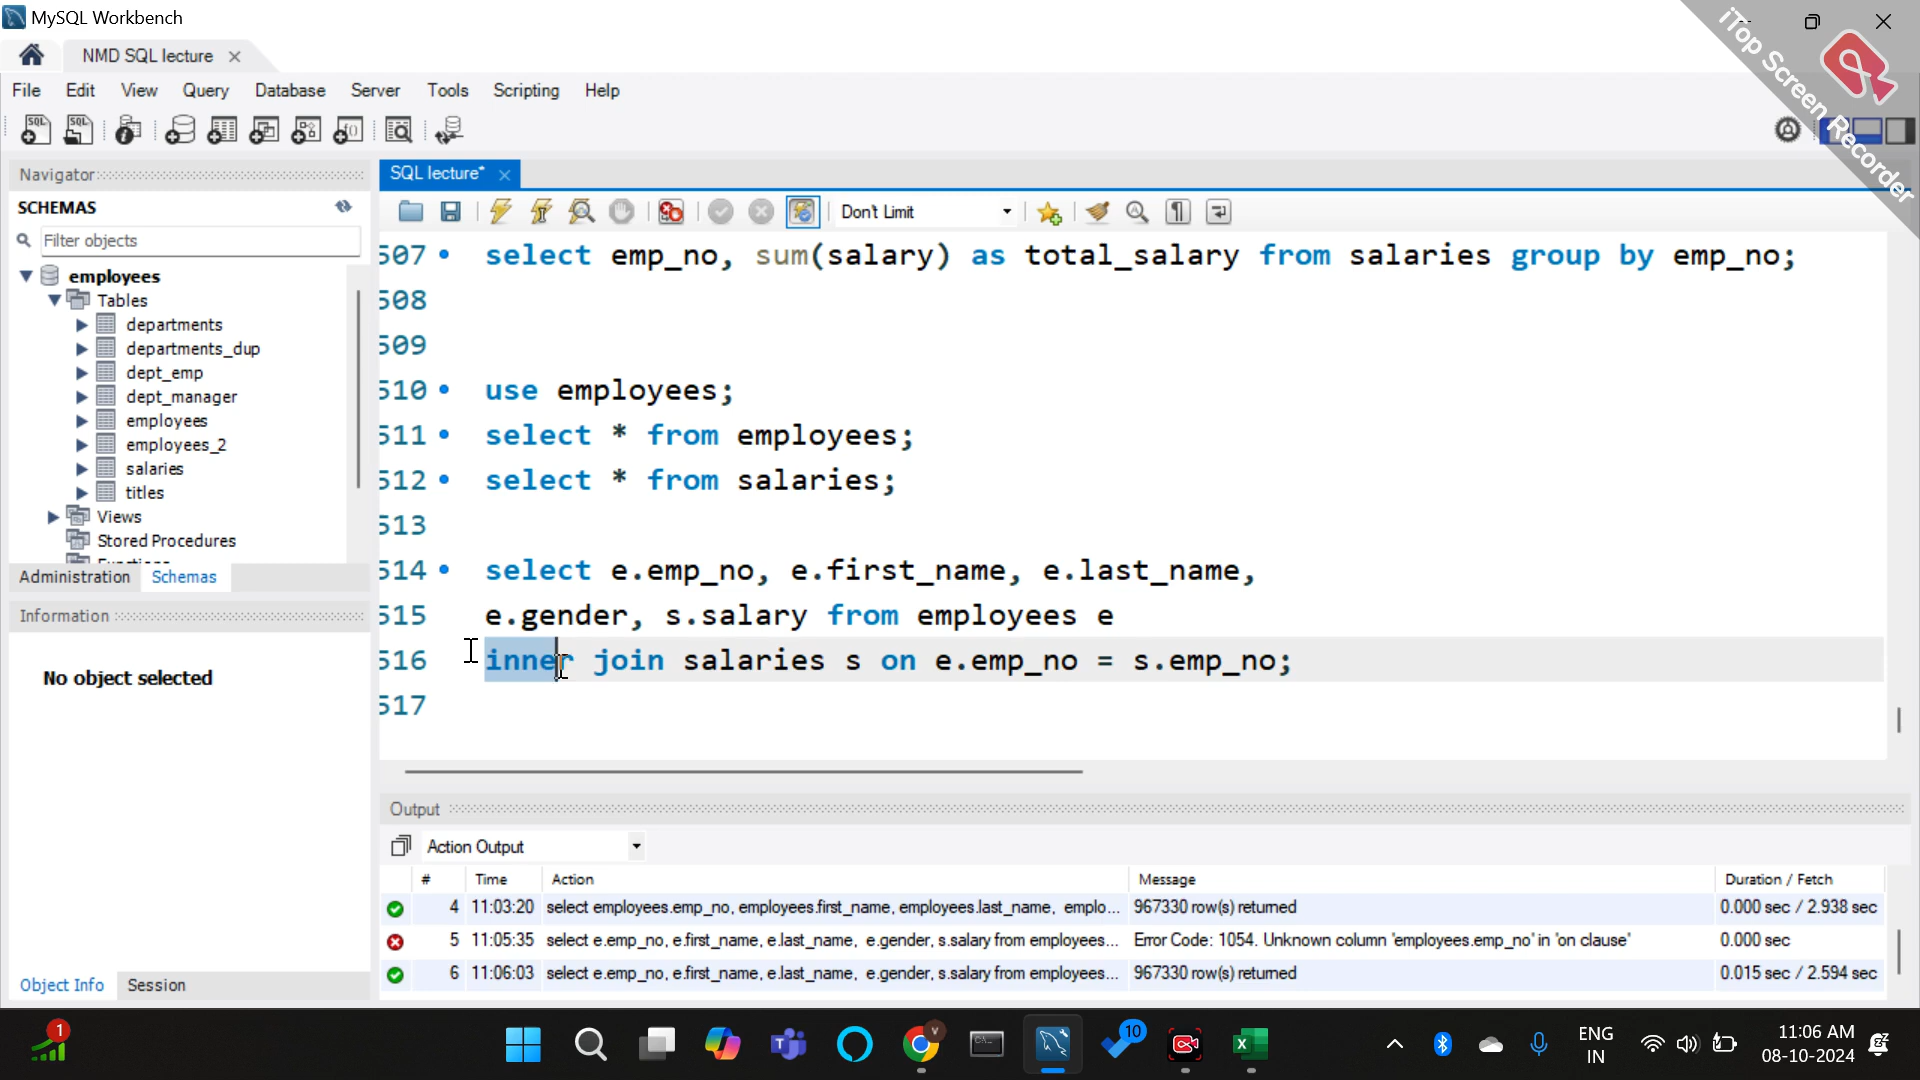 MySQL Workbench
iTop Screen Recorder
NMD SQL lecture
File Edit View Query Database Server Tools Scripting Help
Navigator
SCHEMAS
Filter objects
employees
Tables
departments
departments_dup
dept_emp
dept_manager
employees
employees_2
salaries
titles
Views
Stored Procedures
Administration Schemas
Information
No object selected
Object Info Session
SQL lecture*
Don't Limit
507 select emp_no, sum(salary) as total_salary from salaries group by emp_no;
508
509
510 use employees;
511 select * from employees;
512 select * from salaries;
513
514 select e.emp_no, e.first_name, e.last_name,
515 e.gender, s.salary from employees e
516 inner join salaries s on e.emp_no = s.emp_no;
517
Output
Action Output
# Time Action Message Duration / Fetch
4 11:03:20 select employees.emp_no, employees.first_name, employees.last_name, emplo... 967330 row(s) returned 0.000 sec / 2.938 sec
5 11:05:35 select e.emp_no, e.first_name, e.last_name, e.gender, s.salary from employees... Error Code: 1054. Unknown column 'employees.emp_no' in 'on clause' 0.000 sec
6 11:06:03 select e.emp_no, e.first_name, e.last_name, e.gender, s.salary from employees... 967330 row(s) returned 0.015 sec / 2.594 sec
1
10
ENG
IN
11:06 AM
08-10-2024